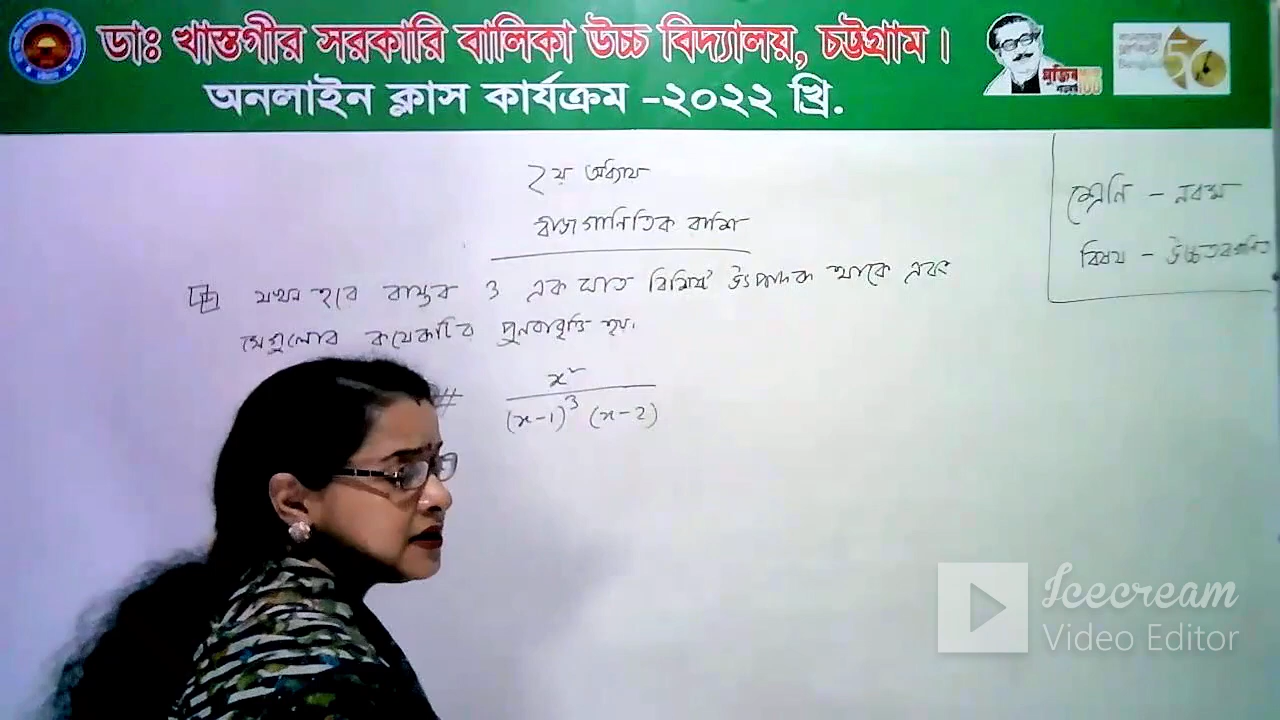 ডাঃ খাস্তগীর সরকারি বালিকা উচ্চ বিদ্যালয়, চট্টগ্রাম।
অনলাইন ক্লাস কার্যক্রম -২০২২ খ্রি.
মুজিব
শ্রেণি - নবম
বিষয় - উচ্চতর গণিত
২য় অধ্যায়
বীজগাণিতিক রাশি
যখন হরে বাস্তব ও এক ঘাত বিশিষ্ট উৎপাদক থাকে এবং
সেগুলোর কয়েকটির পুনরাবৃত্তি হয়।
# x²
(x-1)³ (x-2)
Icecream
Video Editor